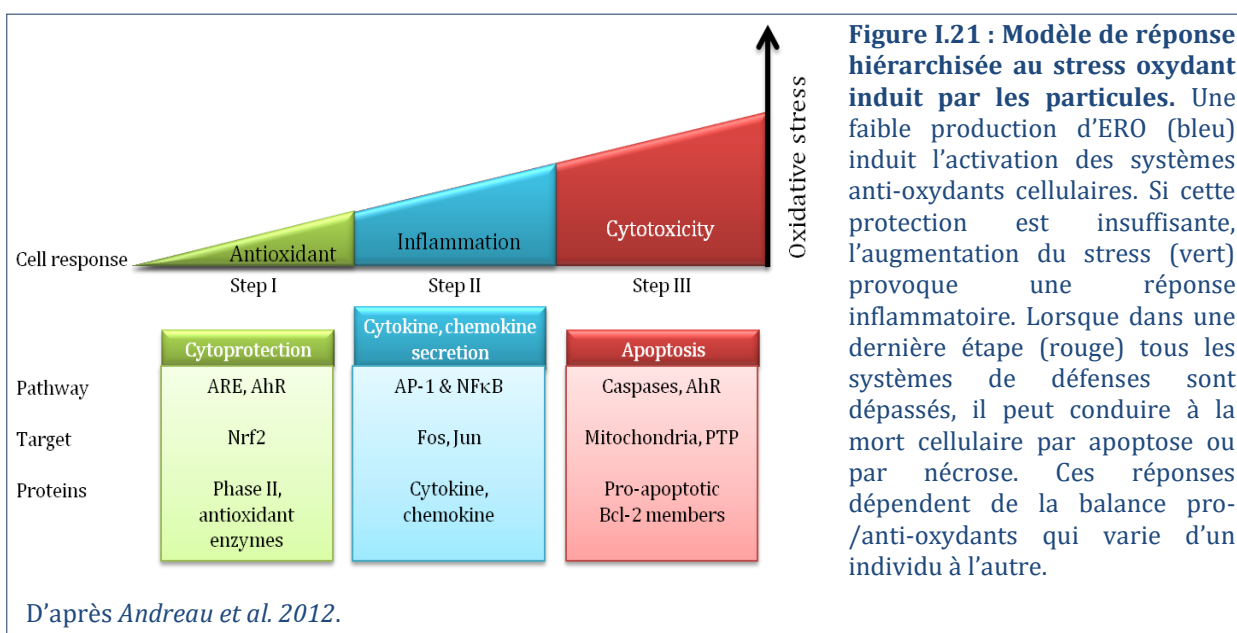 Oxidative stress
Cell response
Antioxidant
Inflammation
Cytotoxicity
Step I
Step II
Step III
Cytoprotection
Cytokine, chemokine
secretion
Apoptosis
Pathway
ARE, AhR
AP-1 & NFκB
Caspases, AhR
Target
Nrf2
Fos, Jun
Mitochondria, PTP
Proteins
Phase II,
antioxidant
enzymes
Cytokine,
chemokine
Pro-apoptotic
Bcl-2 members
D'après Andreau et al. 2012.
Figure I.21 : Modèle de réponse
hiérarchisée au stress oxydant
induit par les particules. Une
faible production d'ERO (bleu)
induit l'activation des systèmes
anti-oxydants cellulaires. Si cette
protection est insuffisante,
l'augmentation du stress (vert)
provoque une réponse
inflammatoire. Lorsque dans une
dernière étape (rouge) tous les
systèmes de défenses sont
dépassés, il peut conduire à la
mort cellulaire par apoptose ou
par nécrose. Ces réponses
dépendent de la balance pro-
/anti-oxydants qui varie d'un
individu à l'autre.